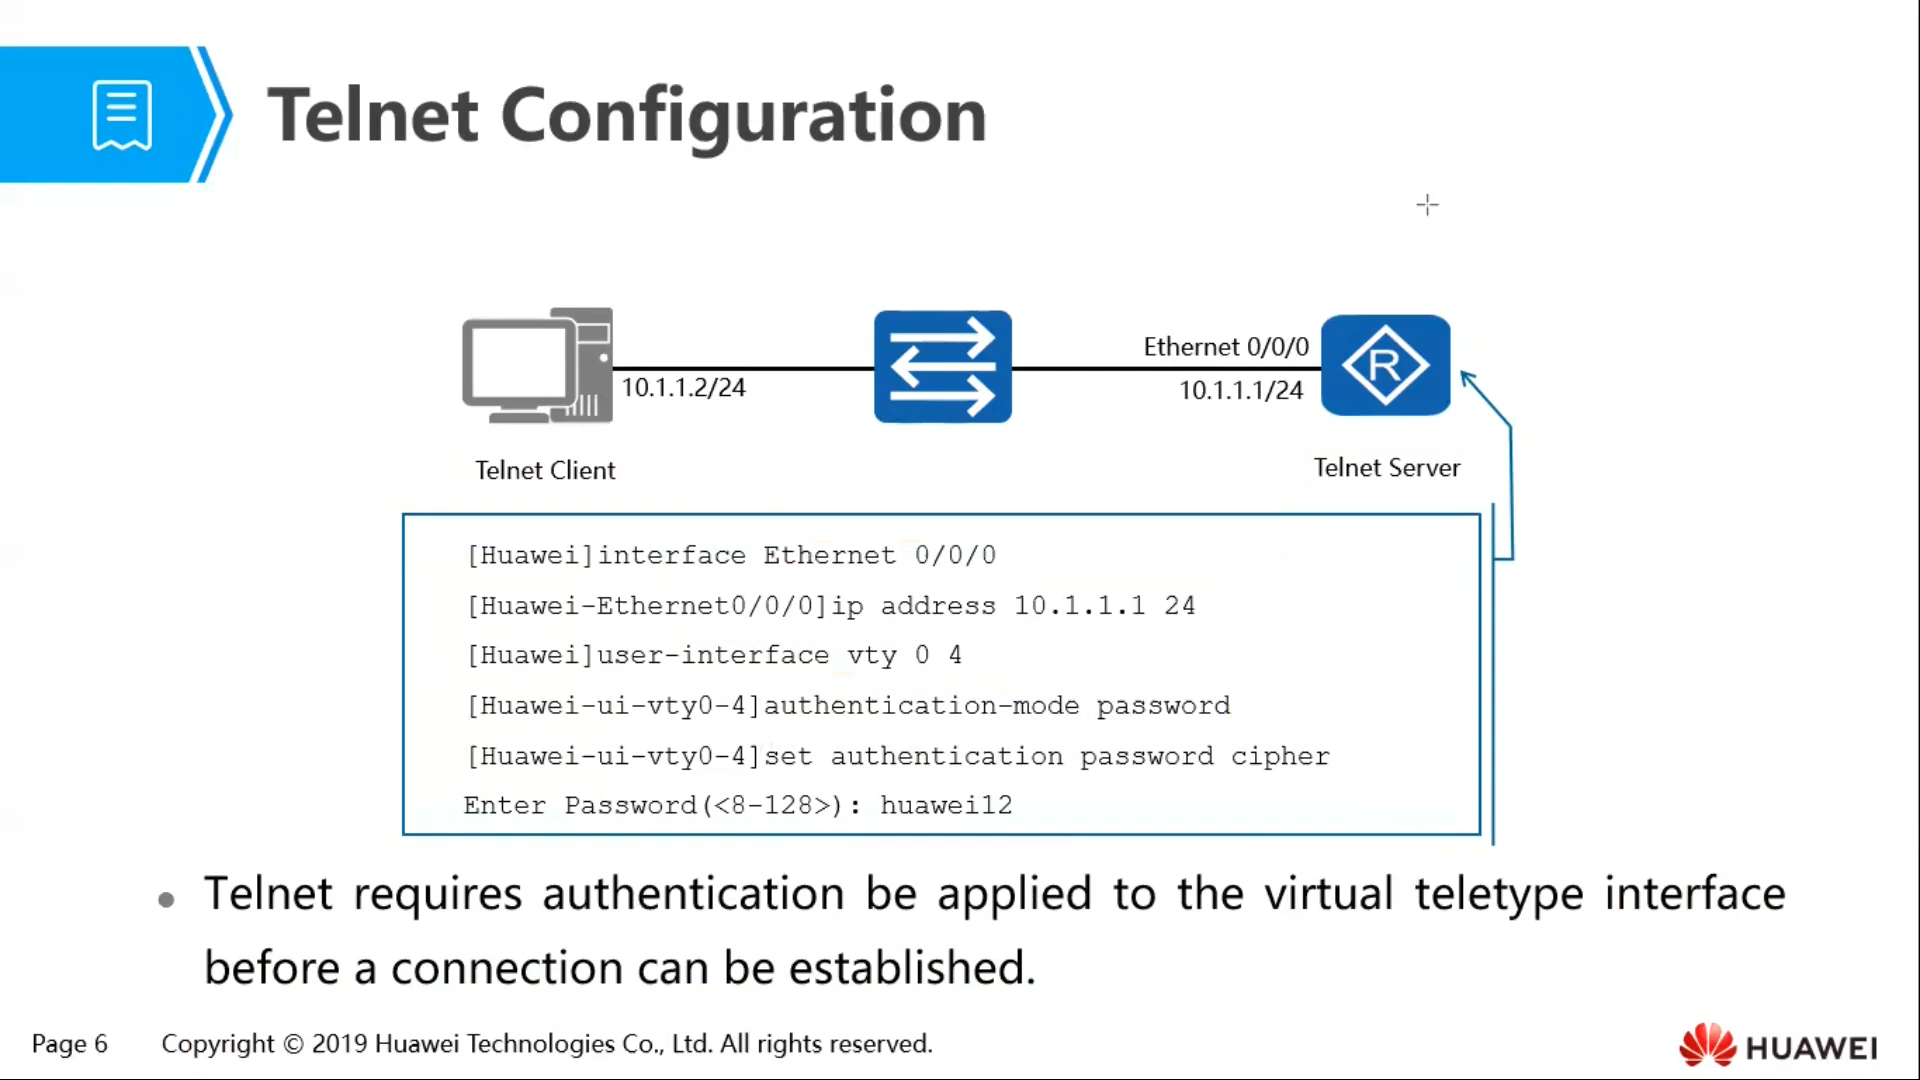 Telnet Configuration
Ethernet 0/0/0
R
10.1.1.2/24
10.1.1.1/24
Telnet Client
Telnet Server
[Huawei]interface Ethernet 0/0/0
[Huawei-Ethernet0/0/0]ip address 10.1.1.1 24
[Huawei]user-interface vty 0 4
[Huawei-ui-vty0-4]authentication-mode password
[Huawei-ui-vty0-4]set authentication password cipher
Enter Password(<8-128>): huawei12
Telnet requires authentication be applied to the virtual teletype interface
before a connection can be established.
Page 6
Copyright © 2019 Huawei Technologies Co., Ltd. All rights reserved.
HUAWEI